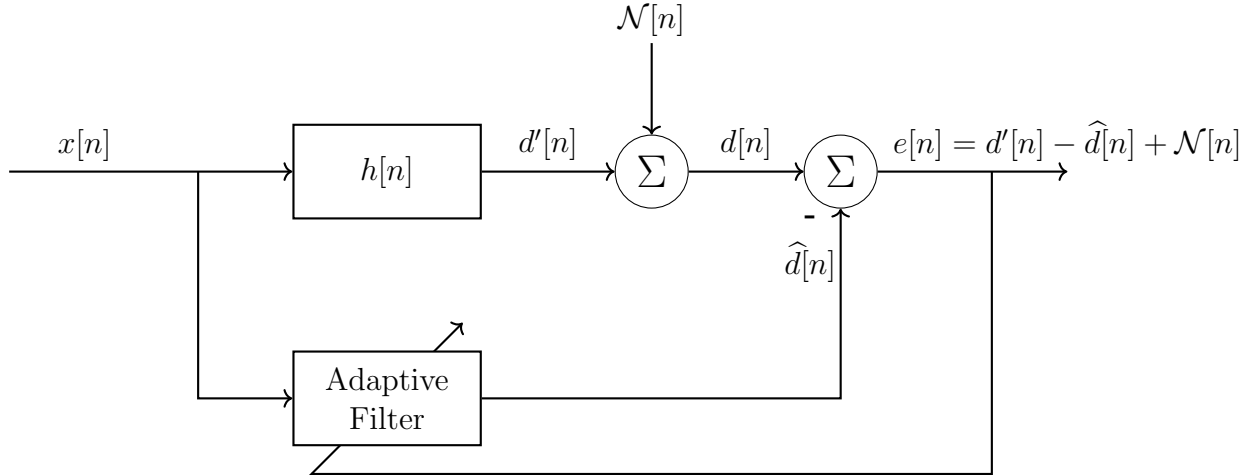 𝒩[n]
x[n]
h[n]
d′[n]
Σ
d[n]
Σ
e[n] = d′[n] − d̂[n] + 𝒩[n]
-
d̂[n]
Adaptive
Filter